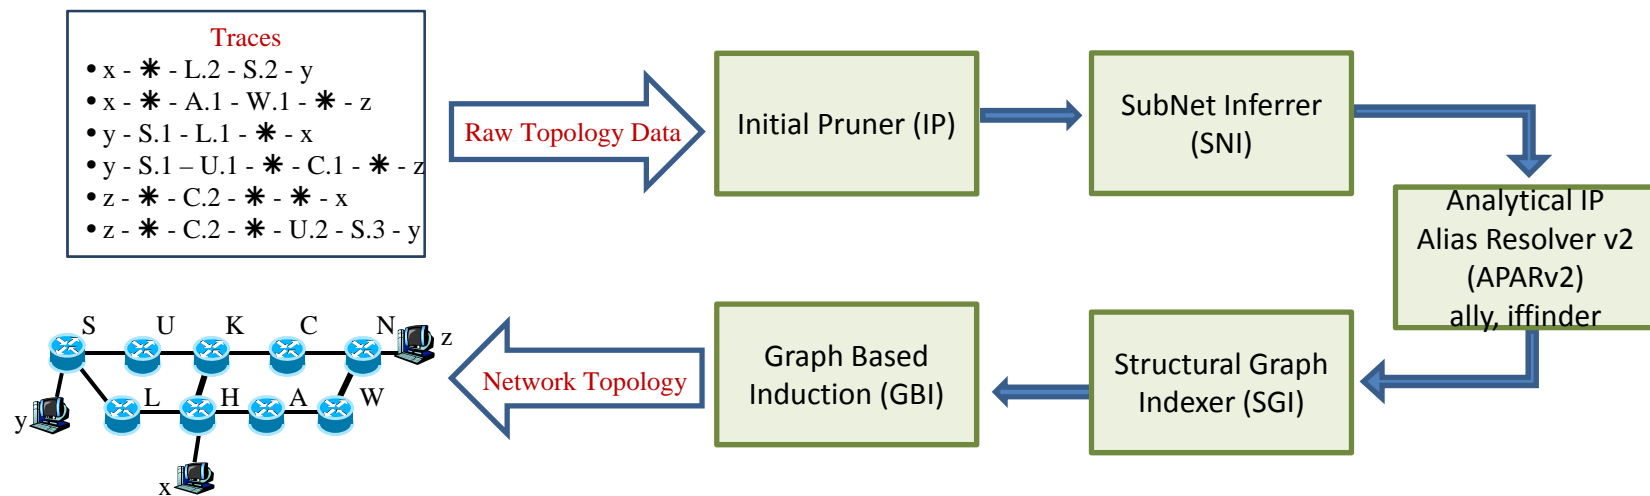 Traces
• x - ✱ - L.2 - S.2 - y
• x - ✱ - A.1 - W.1 - ✱ - z
• y - S.1 - L.1 - ✱ - x
• y - S.1 – U.1 - ✱ - C.1 - ✱ - z
• z - ✱ - C.2 - ✱ - ✱ - x
• z - ✱ - C.2 - ✱ - U.2 - S.3 - y
Raw Topology Data
Initial Pruner (IP)
SubNet Inferrer
(SNI)
Analytical IP
Alias Resolver v2
(APARv2)
ally, iffinder
Structural Graph
Indexer (SGI)
Graph Based
Induction (GBI)
Network Topology
S U K C N
z
L H A W
y
x